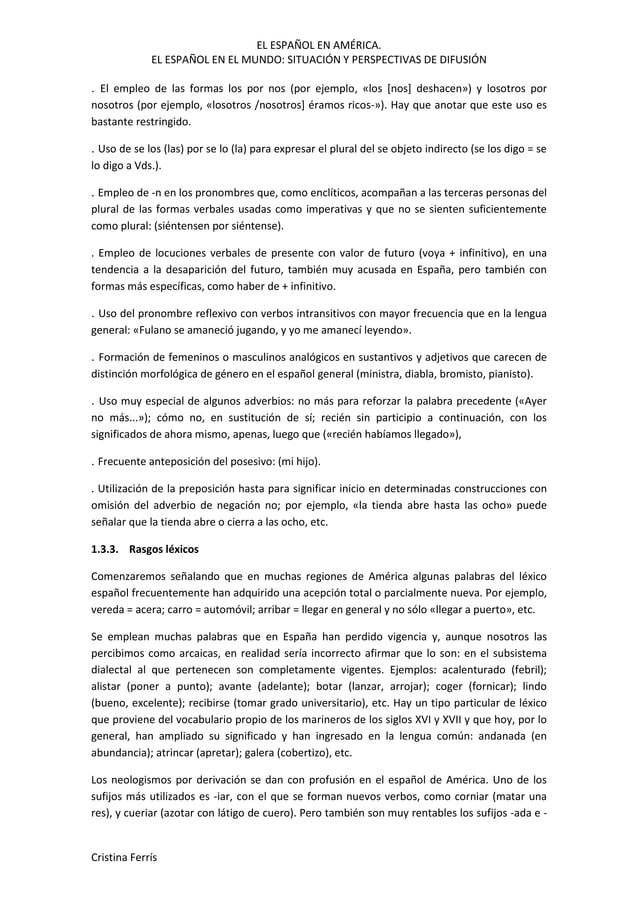 EL ESPAÑOL EN AMÉRICA.
EL ESPAÑOL EN EL MUNDO: SITUACIÓN Y PERSPECTIVAS DE DIFUSIÓN
. El empleo de las formas los por nos (por ejemplo, «los [nos] deshacen») y losotros por
nosotros (por ejemplo, «losotros /nosotros] éramos ricos-»). Hay que anotar que este uso es
bastante restringido.
. Uso de se los (las) por se lo (la) para expresar el plural del se objeto indirecto (se los digo = se
lo digo a Vds.).
. Empleo de -n en los pronombres que, como enclíticos, acompañan a las terceras personas del
plural de las formas verbales usadas como imperativas y que no se sienten suficientemente
como plural: (siéntensen por siéntense).
. Empleo de locuciones verbales de presente con valor de futuro (voya + infinitivo), en una
tendencia a la desaparición del futuro, también muy acusada en España, pero también con
formas más específicas, como haber de + infinitivo.
. Uso del pronombre reflexivo con verbos intransitivos con mayor frecuencia que en la lengua
general: «Fulano se amaneció jugando, y yo me amanecí leyendo».
. Formación de femeninos o masculinos analógicos en sustantivos y adjetivos que carecen de
distinción morfológica de género en el español general (ministra, diabla, bromisto, pianisto).
. Uso muy especial de algunos adverbios: no más para reforzar la palabra precedente («Ayer
no más...»); cómo no, en sustitución de sí; recién sin participio a continuación, con los
significados de ahora mismo, apenas, luego que («recién habíamos llegado»),
. Frecuente anteposición del posesivo: (mi hijo).
. Utilización de la preposición hasta para significar inicio en determinadas construcciones con
omisión del adverbio de negación no; por ejemplo, «la tienda abre hasta las ocho» puede
señalar que la tienda abre o cierra a las ocho, etc.
1.3.3. Rasgos léxicos
Comenzaremos señalando que en muchas regiones de América algunas palabras del léxico
español frecuentemente han adquirido una acepción total o parcialmente nueva. Por ejemplo,
vereda = acera; carro = automóvil; arribar = llegar en general y no sólo «llegar a puerto», etc.
Se emplean muchas palabras que en España han perdido vigencia y, aunque nosotros las
percibimos como arcaicas, en realidad sería incorrecto afirmar que lo son: en el subsistema
dialectal al que pertenecen son completamente vigentes. Ejemplos: acalenturado (febril);
alistar (poner a punto); avante (adelante); botar (lanzar, arrojar); coger (fornicar); lindo
(bueno, excelente); recibirse (tomar grado universitario), etc. Hay un tipo particular de léxico
que proviene del vocabulario propio de los marineros de los siglos XVI y XVII y que hoy, por lo
general, han ampliado su significado y han ingresado en la lengua común: andanada (en
abundancia); atrincar (apretar); galera (cobertizo), etc.
Los neologismos por derivación se dan con profusión en el español de América. Uno de los
sufijos más utilizados es -iar, con el que se forman nuevos verbos, como corniar (matar una
res), y cueriar (azotar con látigo de cuero). Pero también son muy rentables los sufijos -ada e -
Cristina Ferrís